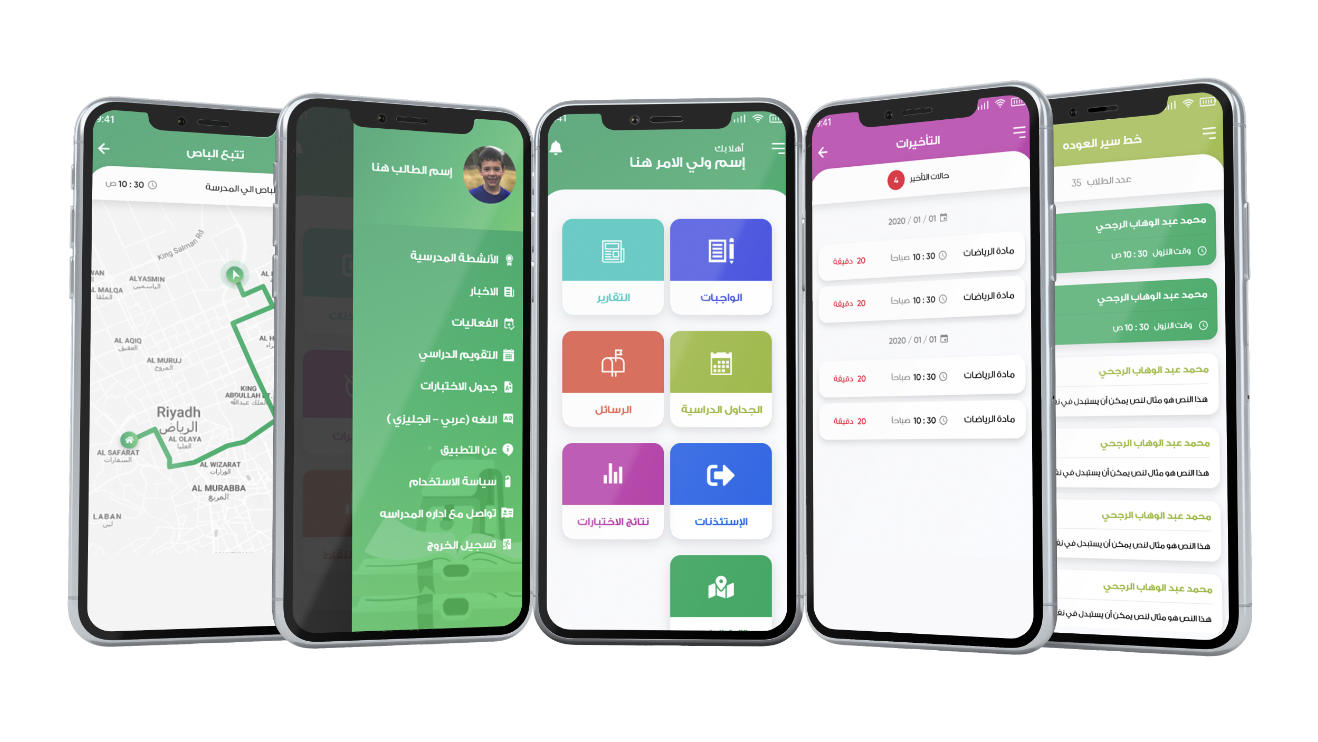 9:41
تتبع الباص
الباص الي المدرسة
10 : 30 ص
King Salman Rd
ALYASMIN
الياسمين
AL MALQA
الملقا
AL AQIQ
العقيق
AL MURUJ
المروج
KING
ABDULLAH
الملك عبدالله
Riyadh
الرياض
AL OLAYA
العليا
AL SAFARAT
السفارات
AL WIZARAT
الوزارات
AL MURABBA
المربع
LABAN
لبن
إسم الطالب هنا
الأنشطة المدرسية
الاخبار
الفعاليات
التقويم الدراسي
جدول الاختبارات
اللغه (عربي - انجليزي )
عن التطبيق
سياسة الاستخدام
تواصل مع اداره المدراسه
تسجيل الخروج
أهلا بك
إسم ولي الامر هنا
الواجبات
التقارير
الجداول الدراسية
الرسائل
الإستئذنات
نتائج الاختبارات
9:41
التأخيرات
حالات التأخير
4
2020 / 01 / 01
مادة الرياضات 10 : 30 صباحاً 20 دقيقة
مادة الرياضات 10 : 30 صباحاً 20 دقيقة
2020 / 01 / 01
مادة الرياضات 10 : 30 صباحاً 20 دقيقة
مادة الرياضات 10 : 30 صباحاً 20 دقيقة
خط سير العوده
عدد الطلاب 35
محمد عبد الوهاب الرجحي
وقت النزول 10 : 30 ص
محمد عبد الوهاب الرجحي
وقت النزول 10 : 30 ص
محمد عبد الوهاب الرجحي
هذا النص هو مثال لنص يمكن أن يستبدل في
محمد عبد الوهاب الرجحي
هذا النص هو مثال لنص يمكن أن يستبدل في
محمد عبد الوهاب الرجحي
هذا النص هو مثال لنص يمكن أن يستبدل في
محمد عبد الوهاب الرجحي
هذا النص هو مثال لنص يمكن أن يستبدل في